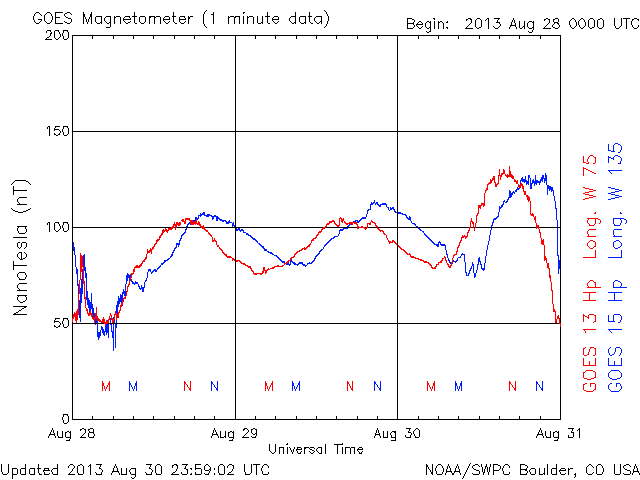 GOES Magnetometer (1 minute data)
Begin: 2013 Aug 28 0000 UTC
200
150
100
50
0
NanoTesla (nT)
M M N N M M N N M M N N
Aug 28 Aug 29 Aug 30 Aug 31
Universal Time
GOES 13 Hp Long. W 75
GOES 15 Hp Long. W 135
Updated 2013 Aug 30 23:59:02 UTC
NOAA/SWPC Boulder, CO USA